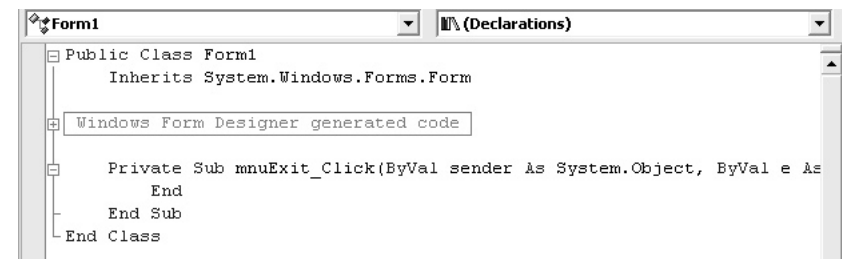 Form1
(Declarations)
Public Class Form1
Inherits System.Windows.Forms.Form
Windows Form Designer generated code
Private Sub mnuExit_Click(ByVal sender As System.Object, ByVal e As
End
End Sub
End Class